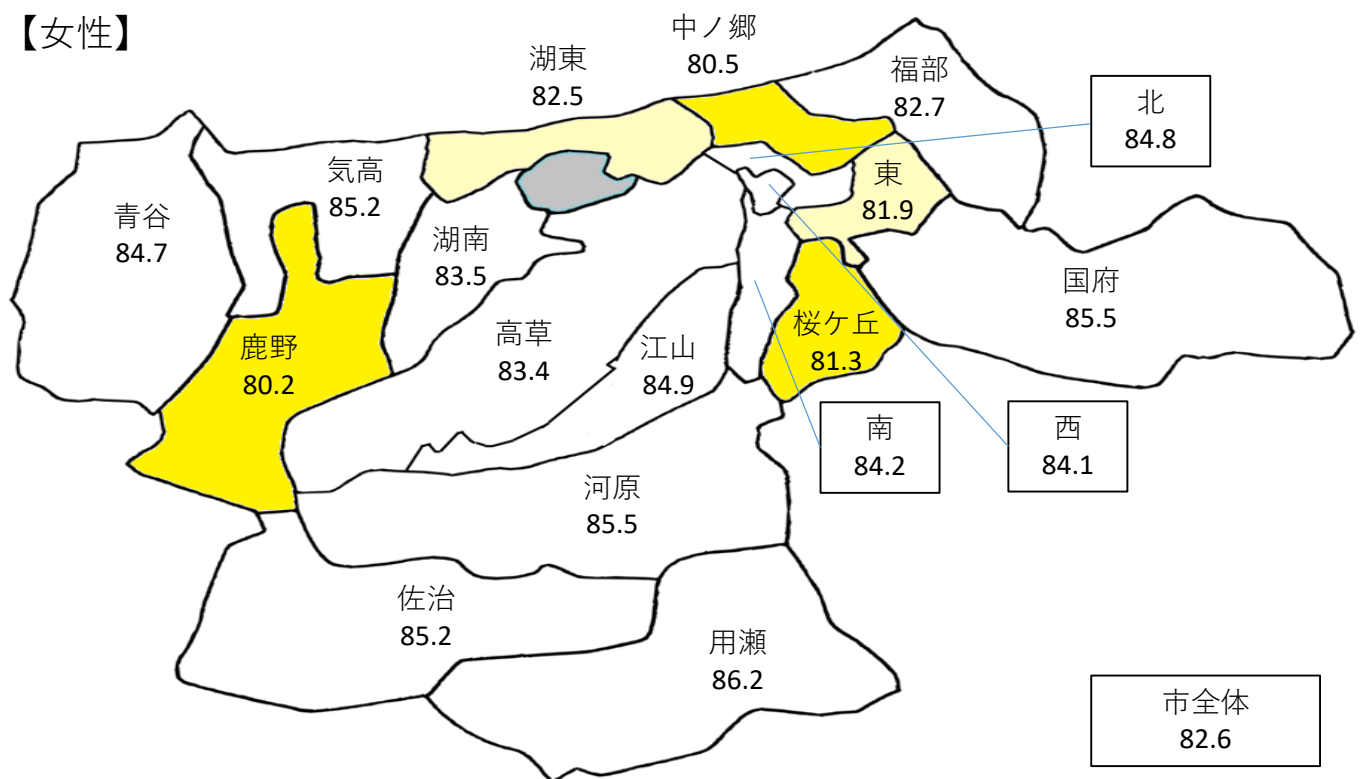 【女性】
中ノ郷
80.5
湖東
82.5
福部
82.7
北
84.8
気高
85.2
東
81.9
青谷
84.7
湖南
83.5
国府
85.5
鹿野
80.2
高草
83.4
江山
84.9
桜ケ丘
81.3
南
84.2
西
84.1
河原
85.5
佐治
85.2
用瀬
86.2
市全体
82.6